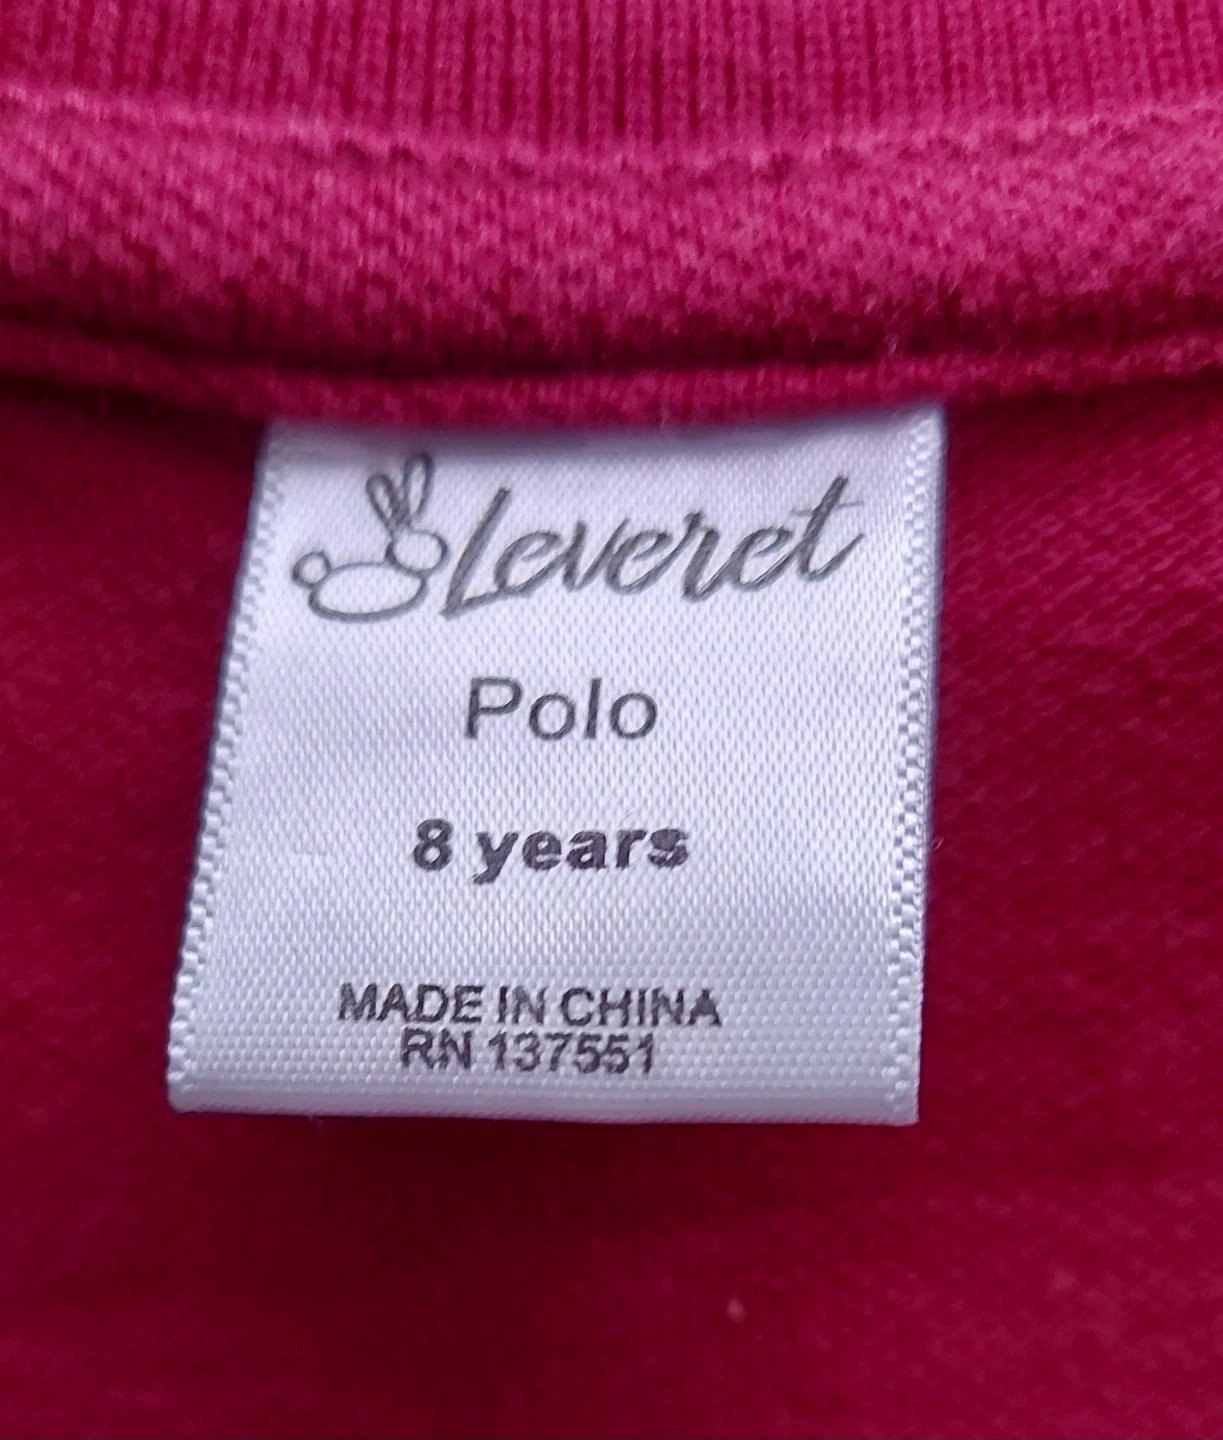 Leveret
Polo
8 years
MADE IN CHINA
RN 137551